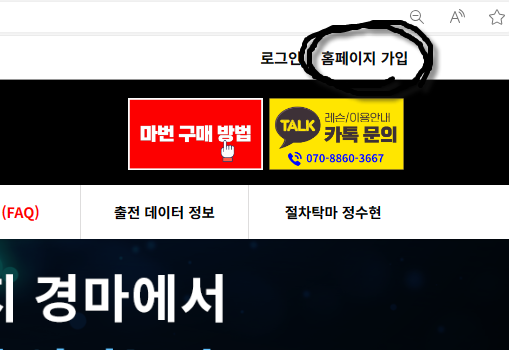 로그인 홈페이지 가입
마번 구매 방법
TALK
레슨/이용안내
카톡 문의
070-8860-3667
(FAQ) 출전 데이터 정보 절차탁마 정수현
경마에서